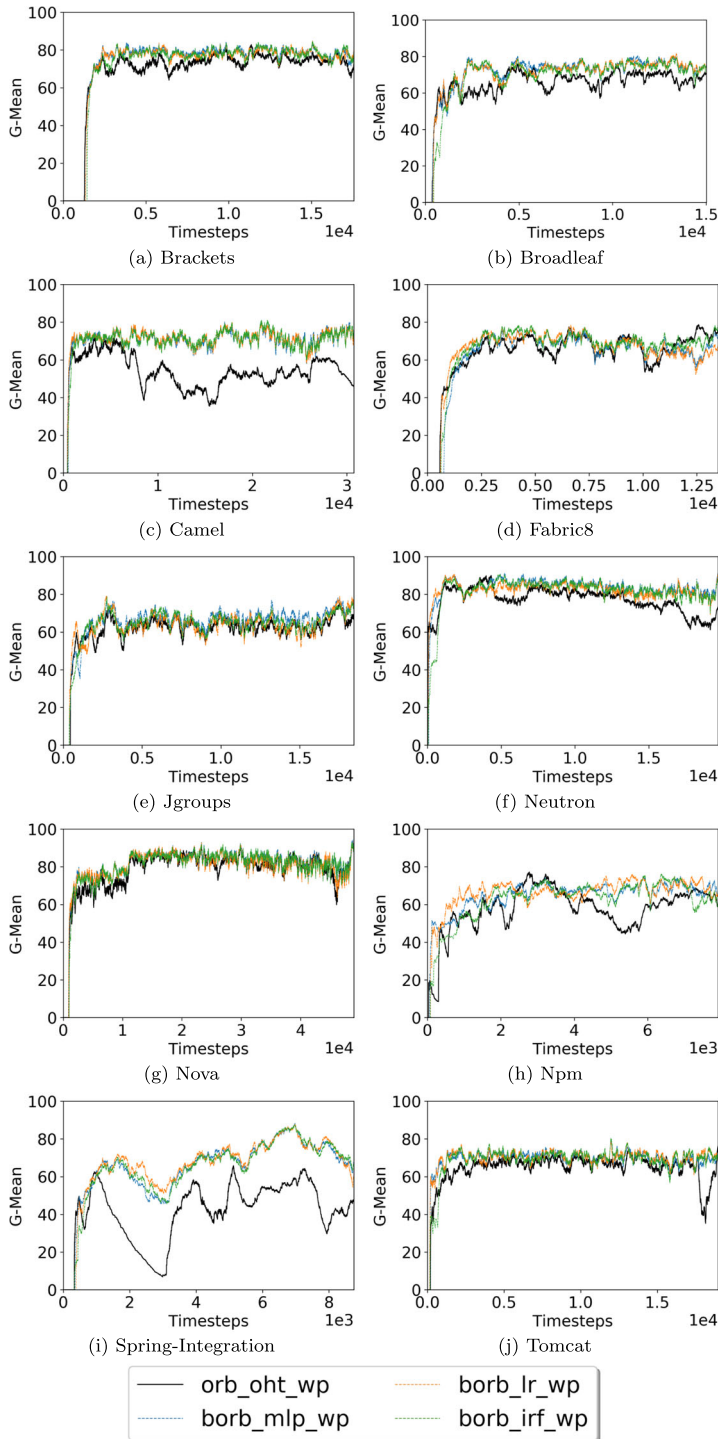 100
80
60
40
20
0
G-Mean
0.0 0.5 1.0 1.5
Timesteps 1e4
(a) Brackets
100
80
60
40
20
0
G-Mean
0.0 0.5 1.0 1.5
Timesteps 1e4
(b) Broadleaf
100
80
60
40
20
0
G-Mean
0 1 2 3
Timesteps 1e4
(c) Camel
100
80
60
40
20
0
G-Mean
0.00 0.25 0.50 0.75 1.00 1.25
Timesteps 1e4
(d) Fabric8
100
80
60
40
20
0
G-Mean
0.0 0.5 1.0 1.5
Timesteps 1e4
(e) Jgroups
100
80
60
40
20
0
G-Mean
0.0 0.5 1.0 1.5
Timesteps 1e4
(f) Neutron
100
80
60
40
20
0
G-Mean
0 1 2 3 4
Timesteps 1e4
(g) Nova
100
80
60
40
20
0
G-Mean
0 2 4 6
Timesteps 1e3
(h) Npm
100
80
60
40
20
0
G-Mean
0 2 4 6 8
Timesteps 1e3
(i) Spring-Integration
100
80
60
40
20
0
G-Mean
0.0 0.5 1.0 1.5
Timesteps 1e4
(j) Tomcat
orb_oht_wp borb_lr_wp
borb_mlp_wp borb_irf_wp